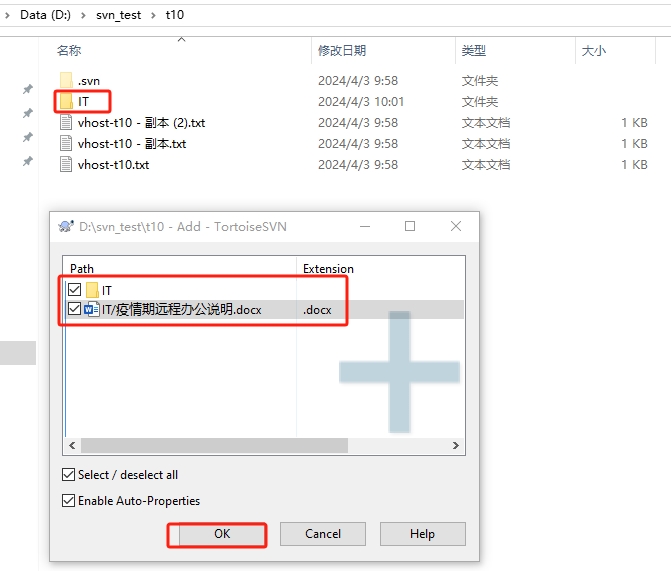 Data (D:) > svn_test > t10
名称 修改日期 类型 大小
.svn 2024/4/3 9:58 文件夹
IT 2024/4/3 10:01 文件夹
vhost-t10 - 副本 (2).txt 2024/4/3 9:58 文本文档 1 KB
vhost-t10 - 副本.txt 2024/4/3 9:58 文本文档 1 KB
vhost-t10.txt 2024/4/3 9:58 文本文档 1 KB
D:\svn_test\t10 - Add - TortoiseSVN
Path Extension
IT
IT/疫情期远程办公说明.docx .docx
Select / deselect all
Enable Auto-Properties
OK Cancel Help